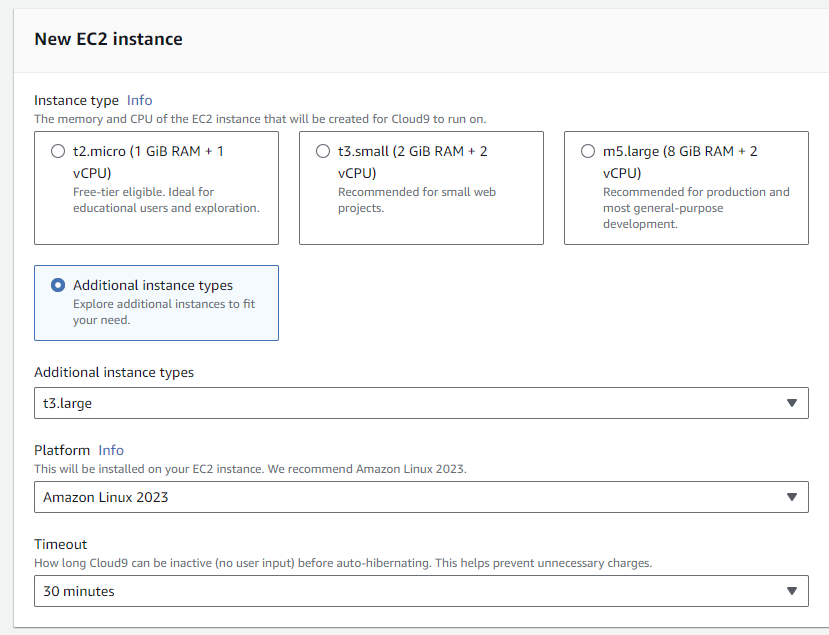 New EC2 instance
Instance type Info
The memory and CPU of the EC2 instance that will be created for Cloud9 to run on.
t2.micro (1 GiB RAM + 1
vCPU)
Free-tier eligible. Ideal for
educational users and exploration.
t3.small (2 GiB RAM + 2
vCPU)
Recommended for small web
projects.
m5.large (8 GiB RAM + 2
vCPU)
Recommended for production and
most general-purpose
development.
Additional instance types
Explore additional instances to fit
your need.
Additional instance types
t3.large
Platform Info
This will be installed on your EC2 instance. We recommend Amazon Linux 2023.
Amazon Linux 2023
Timeout
How long Cloud9 can be inactive (no user input) before auto-hibernating. This helps prevent unnecessary charges.
30 minutes